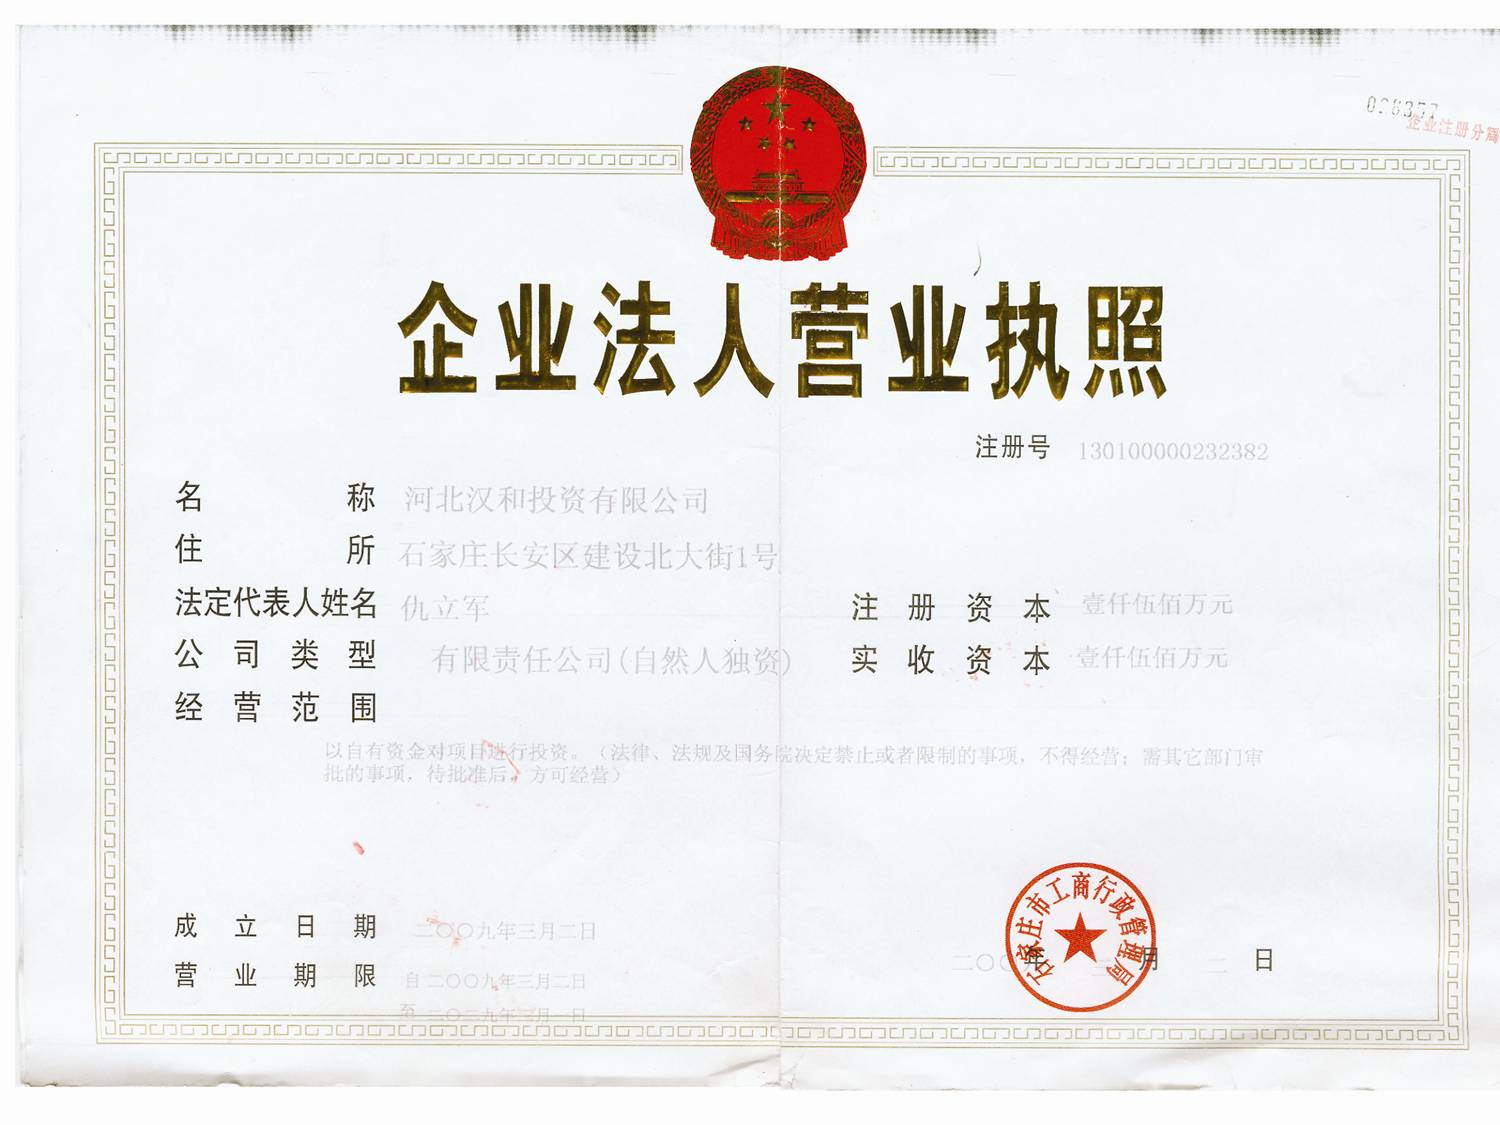 028357
企业注册分窗
企业法人营业执照
注册号 130100000232382
名称 河北汉和投资有限公司
住所 石家庄长安区建设北大街1号
法定代表人姓名 仇立军
注册资本 壹仟伍佰万元
公司类型 有限责任公司(自然人独资)
实收资本 壹仟伍佰万元
经营范围
以自有资金对项目进行投资。（法律、法规及国务院决定禁止或者限制的事项，不得经营；需其它部门审
批的事项，待批准后，方可经营）
成立日期 二〇〇九年三月二日
营业期限 自二〇〇九年三月二日
至二〇二九年三月一日
石家庄市工商行政管理局
二〇〇九年三月二日